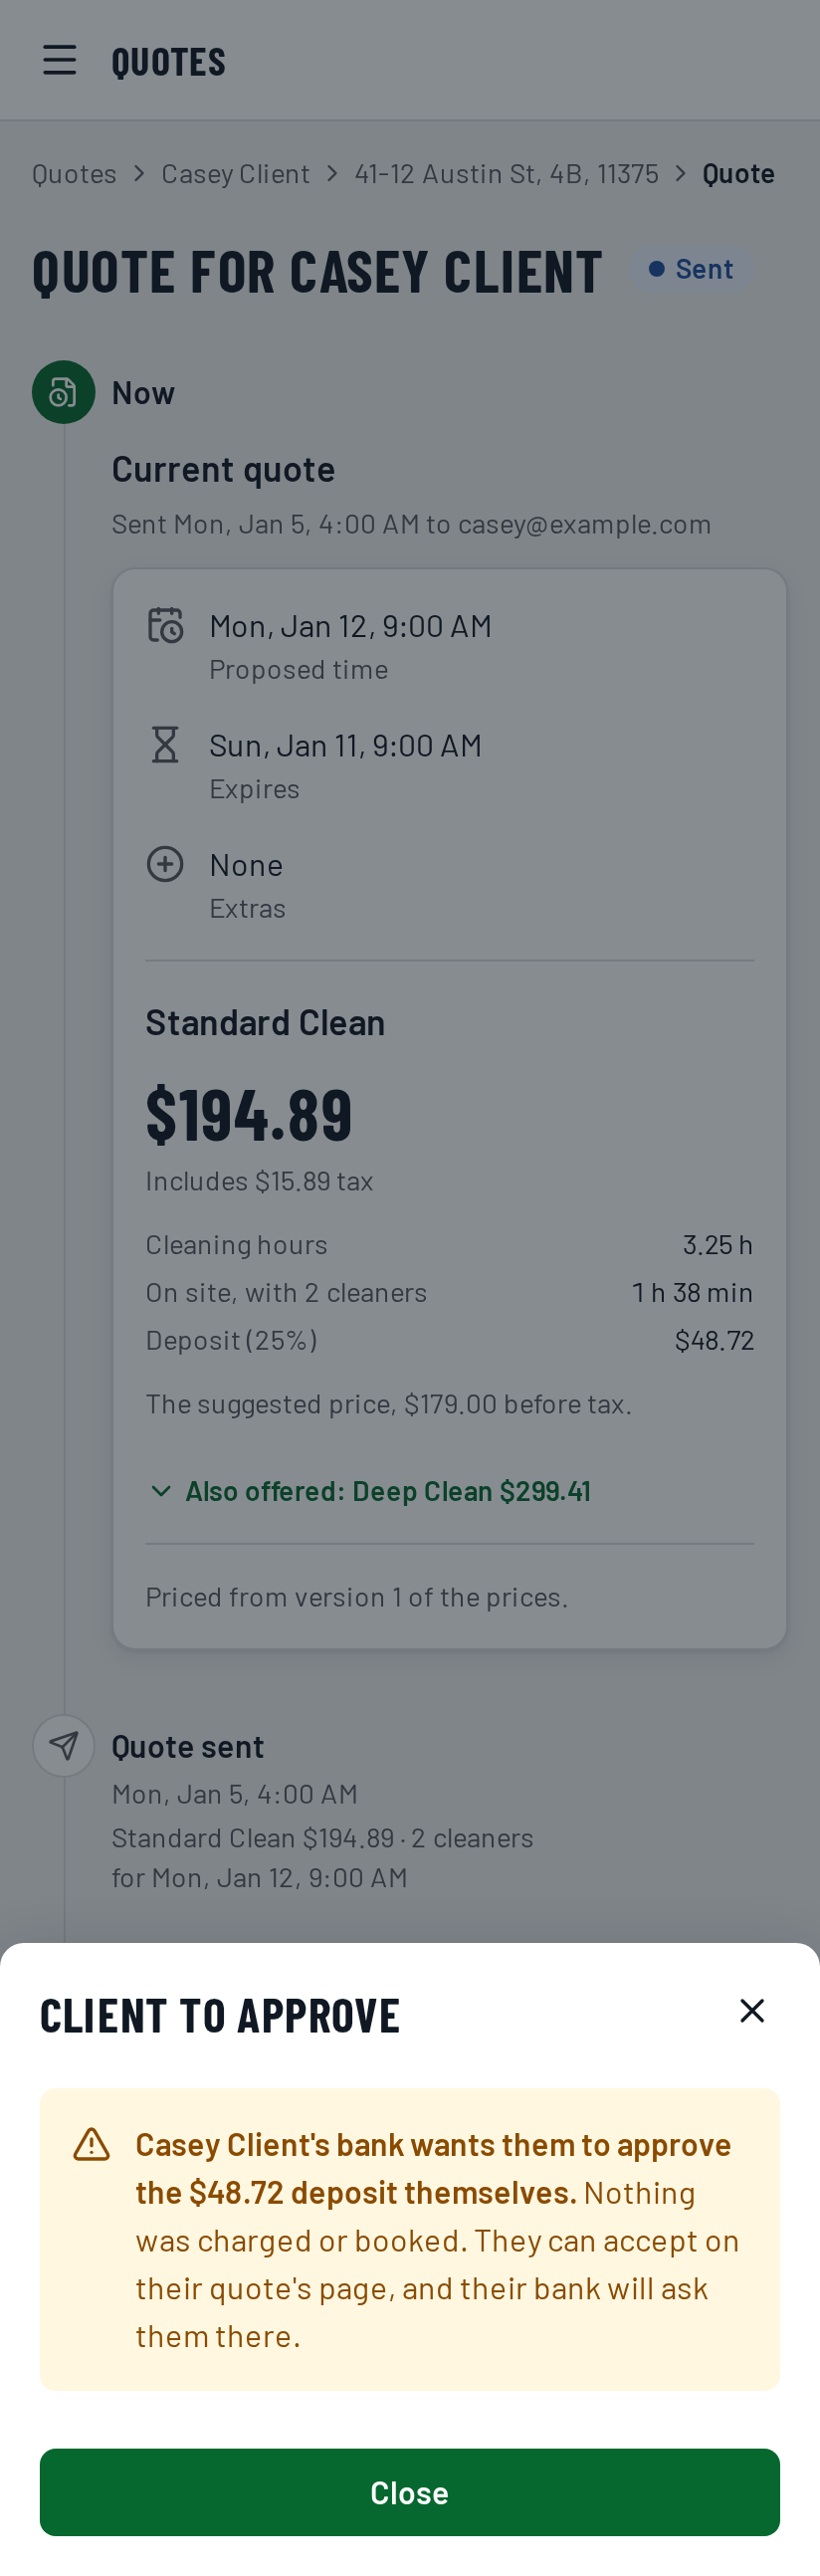 QUOTES
Quotes > Casey Client > 41-12 Austin St, 4B, 11375 > Quote
QUOTE FOR CASEY CLIENT
Sent
Now
Current quote
Sent Mon, Jan 5, 4:00 AM to casey@example.com
Mon, Jan 12, 9:00 AM
Proposed time
Sun, Jan 11, 9:00 AM
Expires
None
Extras
Standard Clean
$194.89
Includes $15.89 tax
Cleaning hours 3.25 h
On site, with 2 cleaners 1 h 38 min
Deposit (25%) $48.72
The suggested price, $179.00 before tax.
Also offered: Deep Clean $299.41
Priced from version 1 of the prices.
Quote sent
Mon, Jan 5, 4:00 AM
Standard Clean $194.89 · 2 cleaners
for Mon, Jan 12, 9:00 AM
CLIENT TO APPROVE
Casey Client's bank wants them to approve
the $48.72 deposit themselves. Nothing
was charged or booked. They can accept on
their quote's page, and their bank will ask
them there.
Close